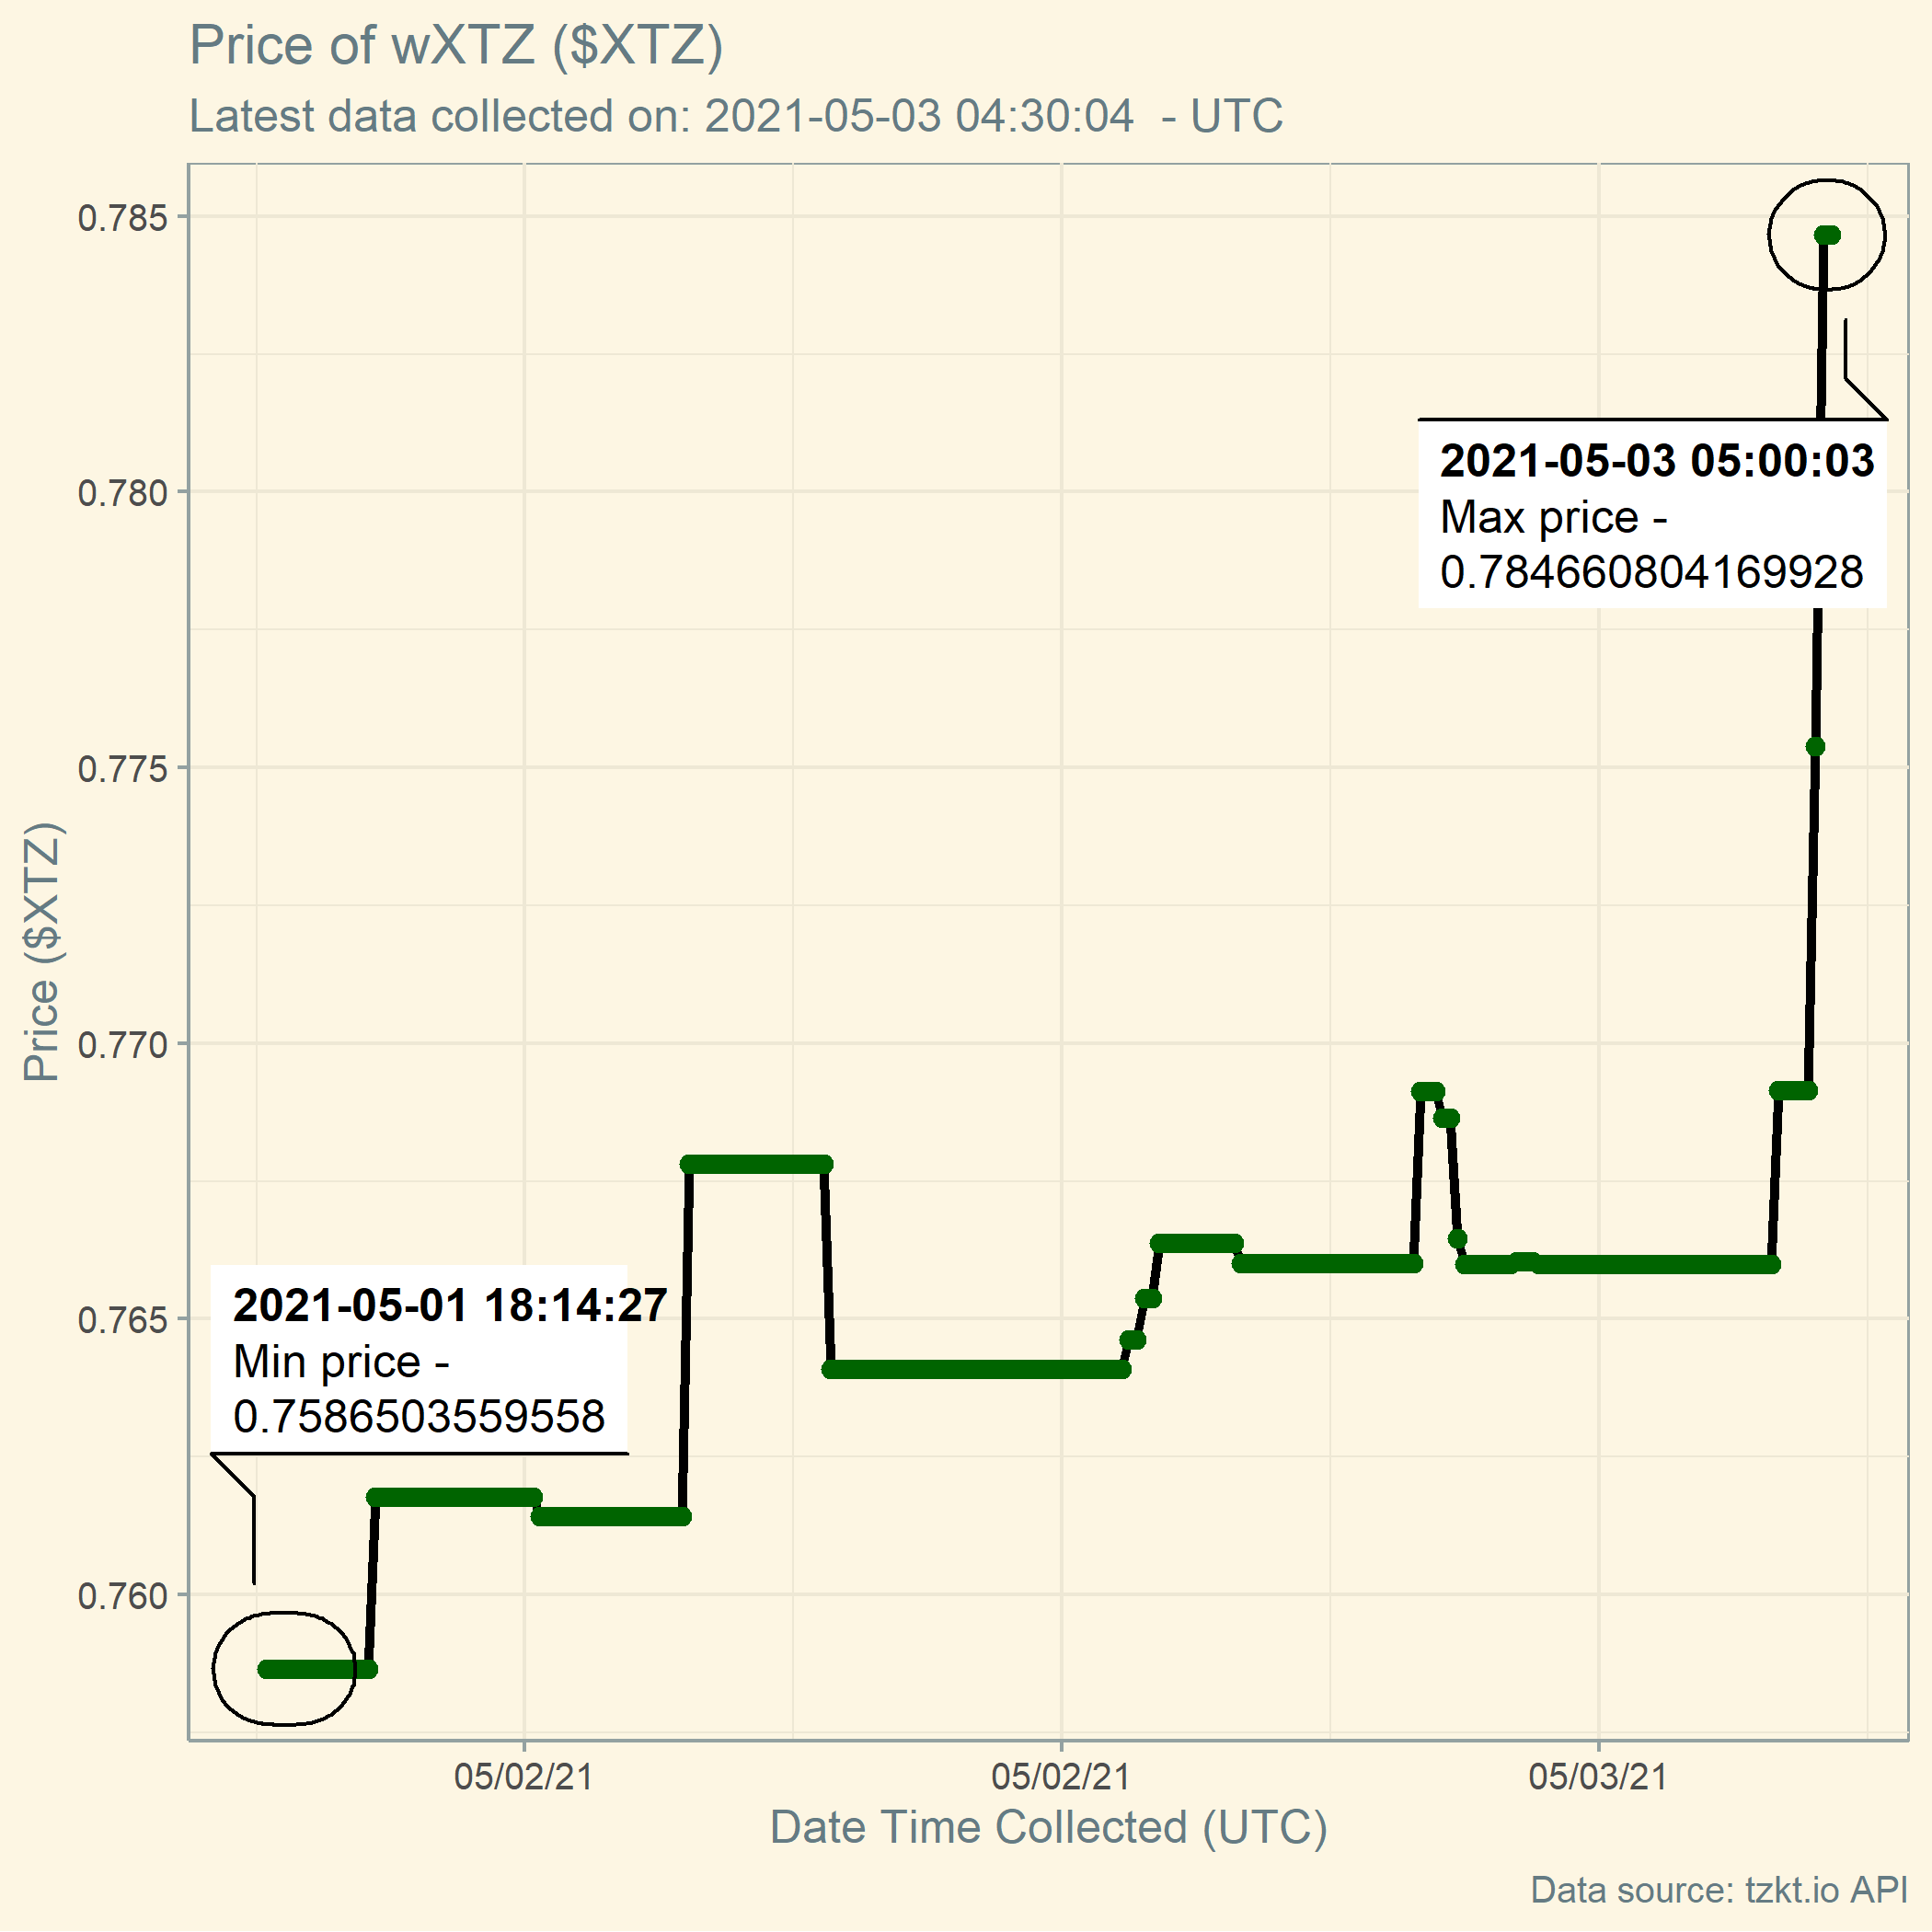 Price of wXTZ ($XTZ)
Latest data collected on: 2021-05-03 04:30:04  - UTC
0.785
0.780
0.775
0.770
0.765
0.760
Price ($XTZ)
2021-05-03 05:00:03
Max price -
0.784660804169928
2021-05-01 18:14:27
Min price -
0.7586503559558
05/02/21
05/02/21
05/03/21
Date Time Collected (UTC)
Data source: tzkt.io API